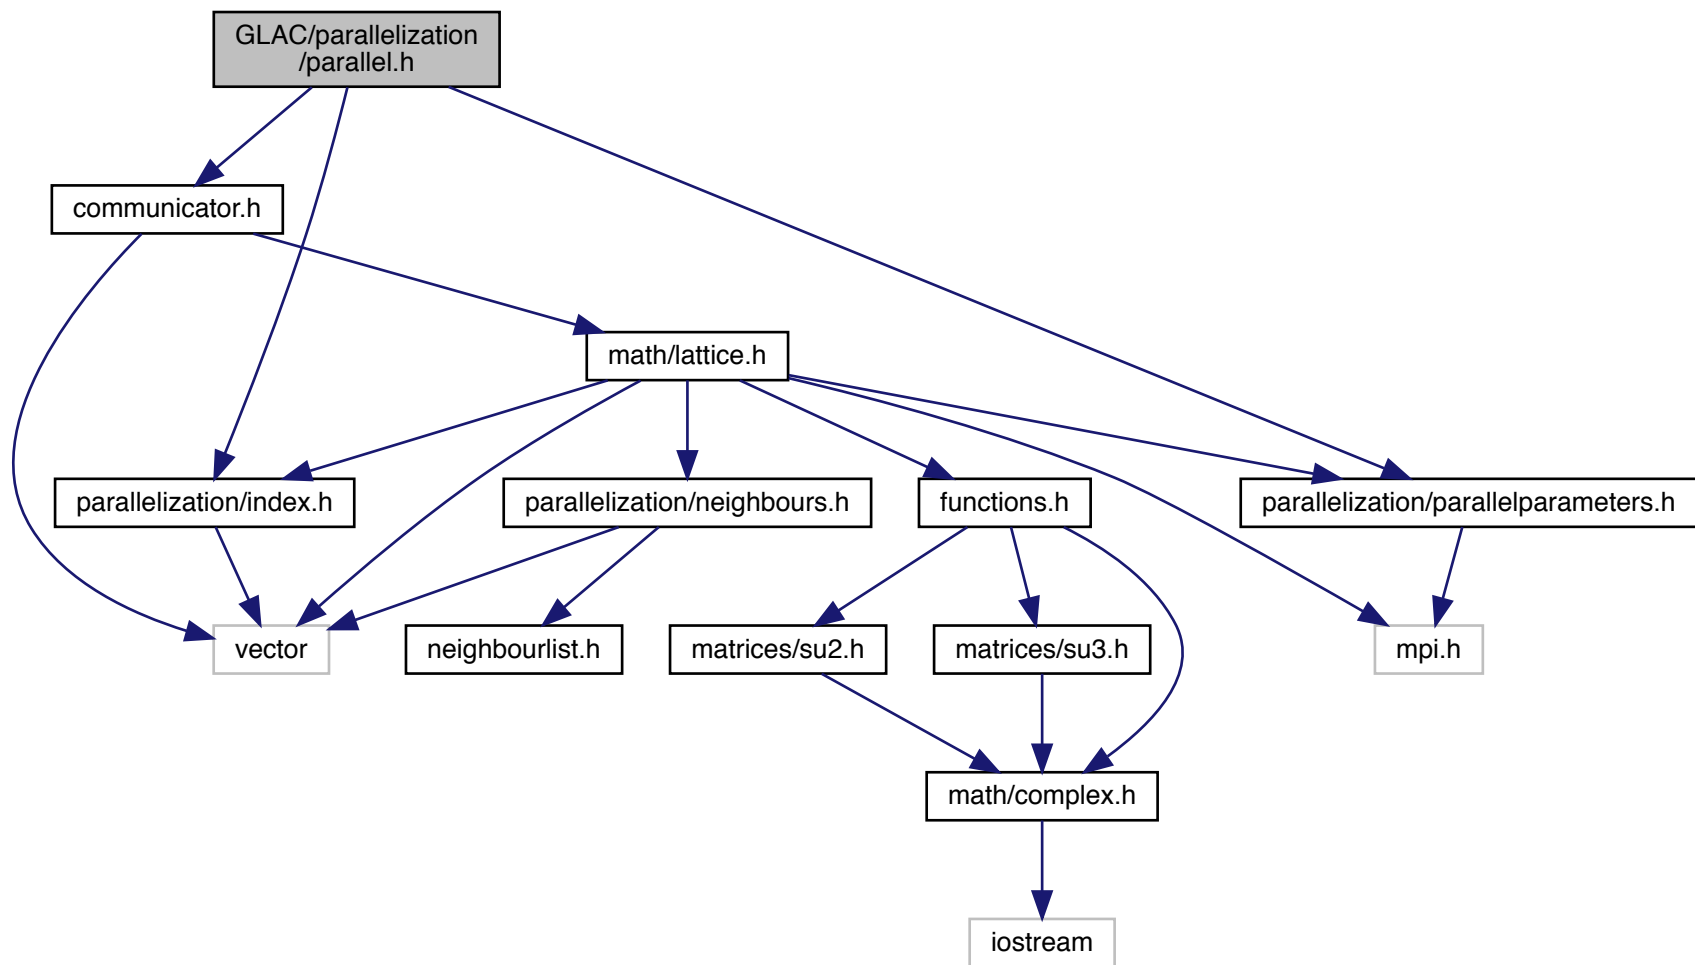 GLAC/parallelization
/parallel.h
communicator.h
math/lattice.h
parallelization/index.h
parallelization/neighbours.h
functions.h
parallelization/parallelparameters.h
vector
neighbourlist.h
matrices/su2.h
matrices/su3.h
mpi.h
math/complex.h
iostream